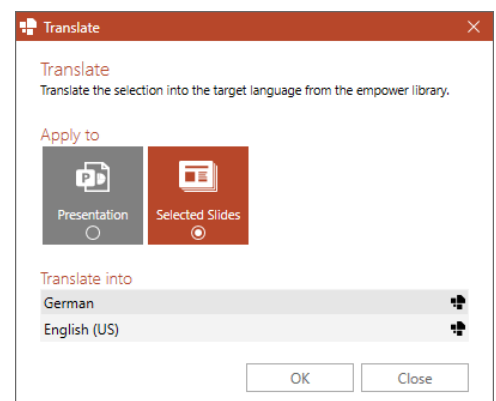 Translate
Translate
Translate the selection into the target language from the empower library.
Apply to
P
Presentation
Selected Slides
Translate into
German
English (US)
OK
Close